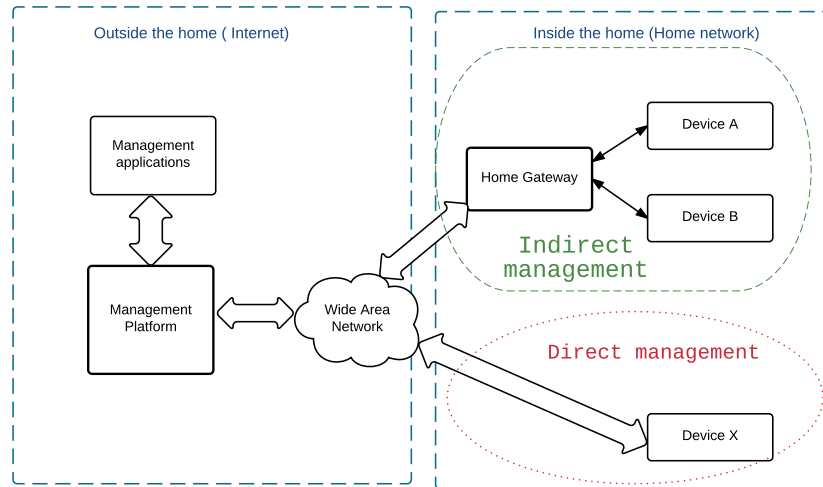 Outside the home ( Internet)
Inside the home (Home network)
Management
applications
Device A
Home Gateway
Device B
Indirect
management
Management
Platform
Wide Area
Network
Direct management
Device X